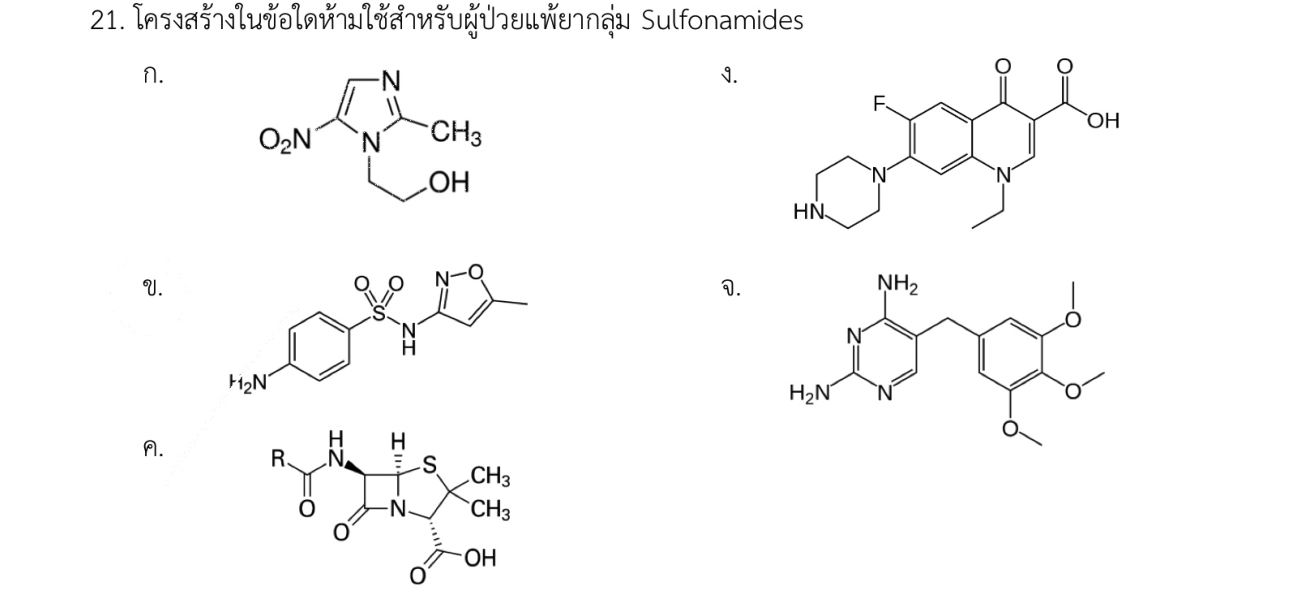 21. โครงสร้างในข้อใดห้ามใช้สำหรับผู้ป่วยแพ้ยากลุ่ม Sulfonamides
ก.
N
O₂N
N
CH₃
OH
ข.
O O
S
N
H
N
O
H₂N
ค.
R
H
N
O
H
S
CH₃
CH₃
N
O
OH
O
ง.
O
O
F
OH
N
N
HN
จ.
NH₂
O
N
H₂N
N
O
O